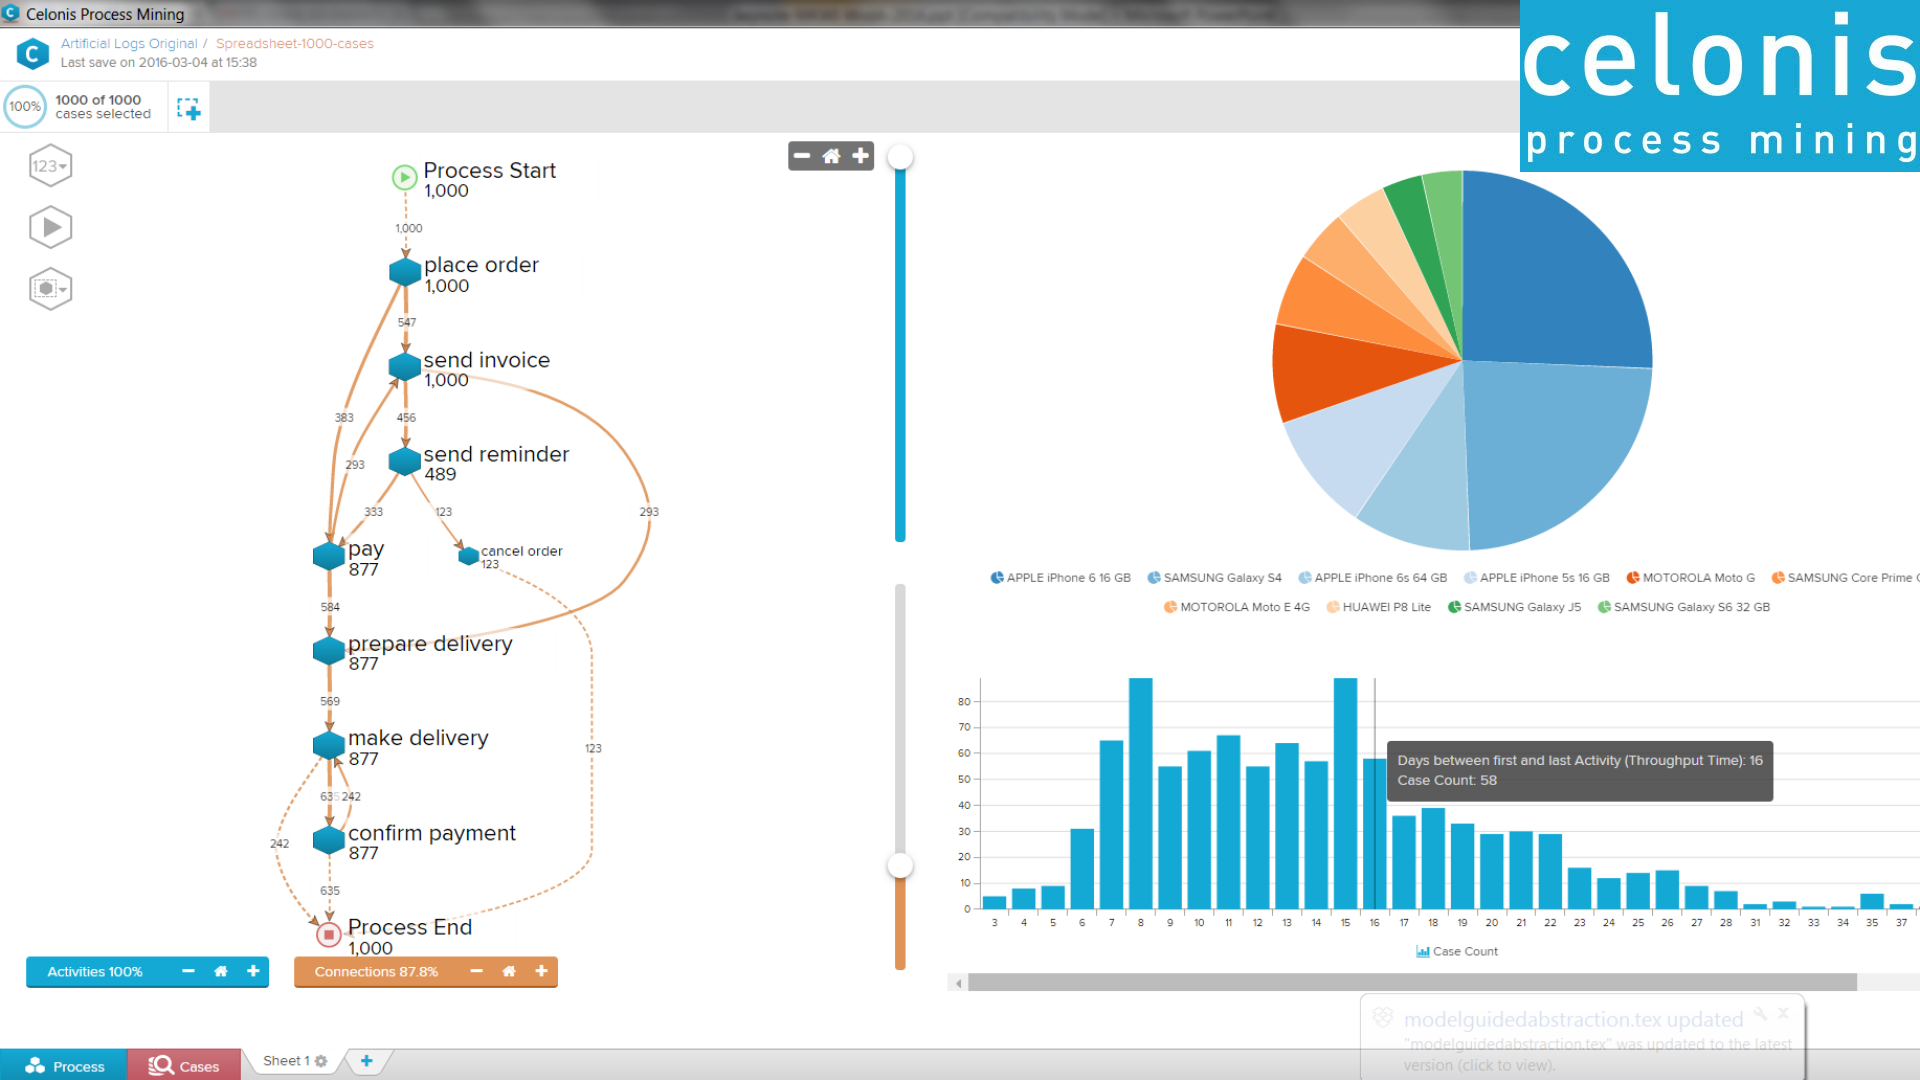 Celonis Process Mining
Artificial Logs Original / Spreadsheet-1000-cases
Last save on 2016-03-04 at 15:38
celonis
process mining
100%
1000 of 1000
cases selected
123
Process Start
1,000
1,000
place order
1,000
547
send invoice
1,000
383
456
293
send reminder
489
333
123
293
pay
877
cancel order
123
584
prepare delivery
877
569
make delivery
877
123
635
242
confirm payment
877
242
635
Process End
1,000
Activities 100%
Connections 87.8%
APPLE iPhone 6 16 GB
SAMSUNG Galaxy S4
APPLE iPhone 6s 64 GB
APPLE iPhone 5s 16 GB
MOTOROLA Moto G
SAMSUNG Core Prime
MOTOROLA Moto E 4G
HUAWEI P8 Lite
SAMSUNG Galaxy J5
SAMSUNG Galaxy S6 32 GB
80
70
60
50
40
30
20
10
0
Days between first and last Activity (Throughput Time): 16
Case Count: 58
3 4 5 6 7 8 9 10 11 12 13 14 15 16 17 18 19 20 21 22 23 24 25 26 27 28 31 32 33 34 35 37
Case Count
modelguidedabstraction.tex updated
"modelguidedabstraction.tex" was updated to the latest
version (click to view).
Process
Cases
Sheet 1